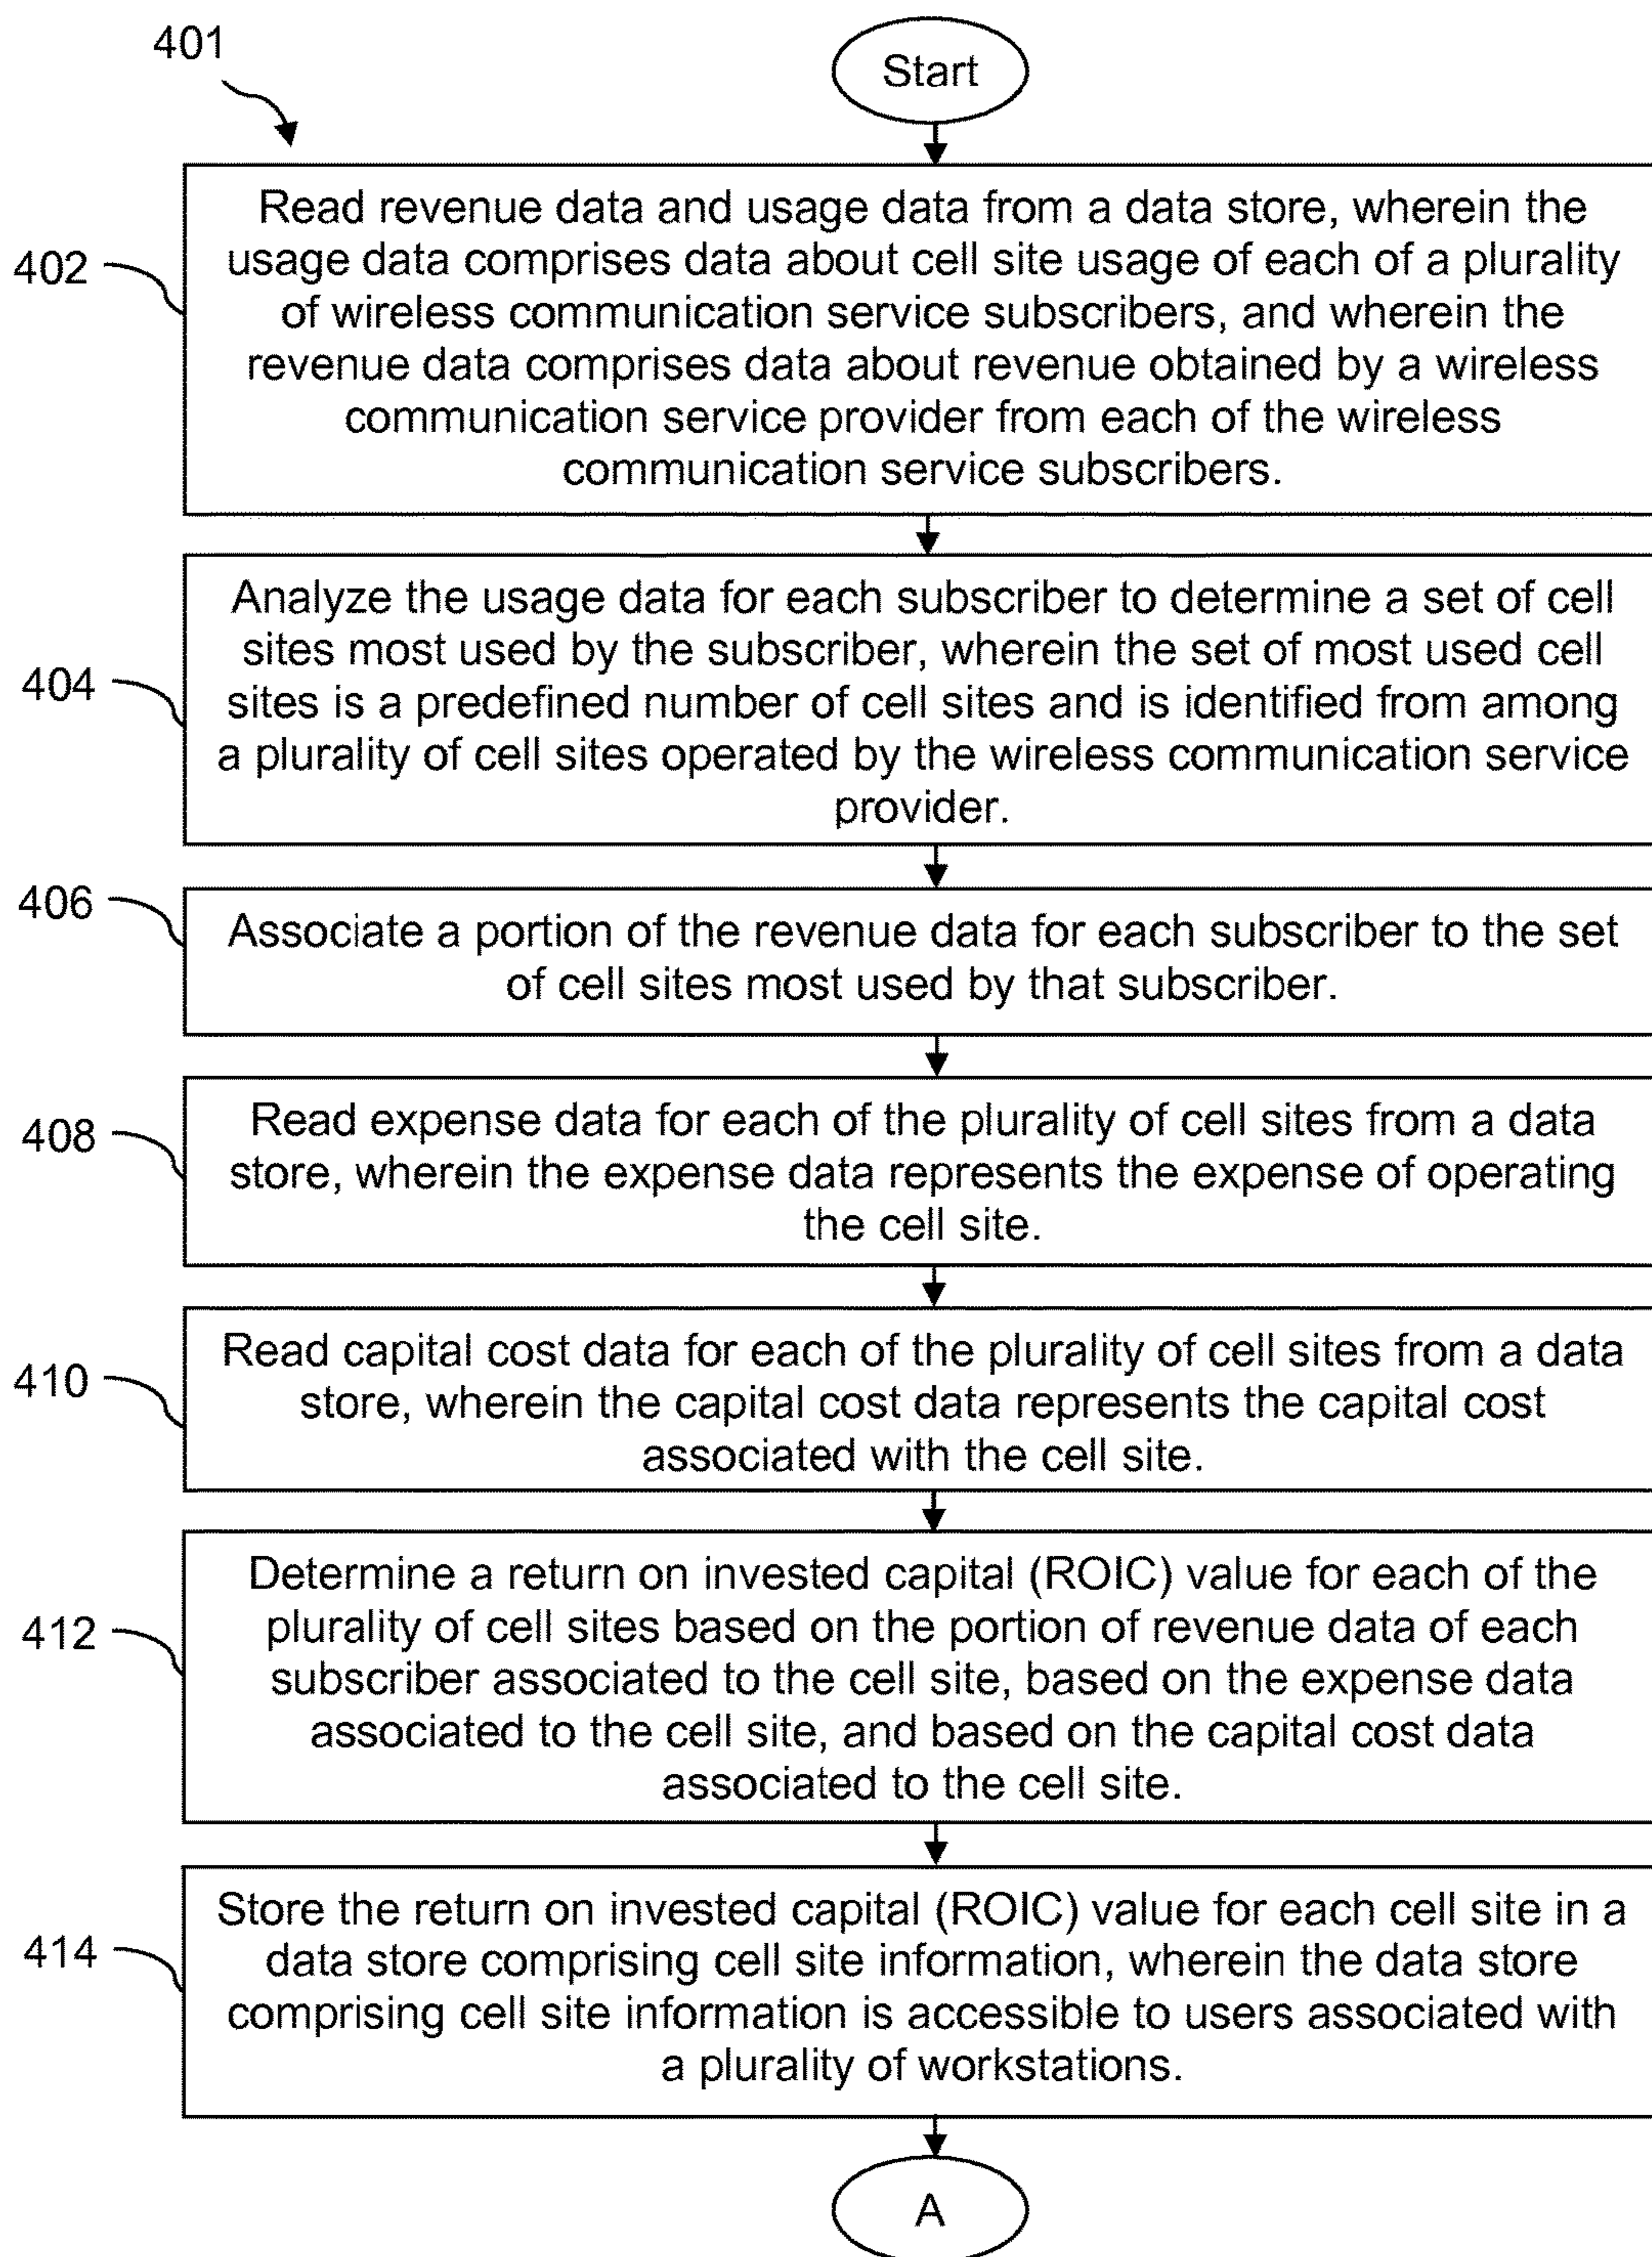 401
Start
402
Read revenue data and usage data from a data store, wherein the
usage data comprises data about cell site usage of each of a plurality
of wireless communication service subscribers, and wherein the
revenue data comprises data about revenue obtained by a wireless
communication service provider from each of the wireless
communication service subscribers.
404
Analyze the usage data for each subscriber to determine a set of cell
sites most used by the subscriber, wherein the set of most used cell
sites is a predefined number of cell sites and is identified from among
a plurality of cell sites operated by the wireless communication service
provider.
406
Associate a portion of the revenue data for each subscriber to the set
of cell sites most used by that subscriber.
408
Read expense data for each of the plurality of cell sites from a data
store, wherein the expense data represents the expense of operating
the cell site.
410
Read capital cost data for each of the plurality of cell sites from a data
store, wherein the capital cost data represents the capital cost
associated with the cell site.
412
Determine a return on invested capital (ROIC) value for each of the
plurality of cell sites based on the portion of revenue data of each
subscriber associated to the cell site, based on the expense data
associated to the cell site, and based on the capital cost data
associated to the cell site.
414
Store the return on invested capital (ROIC) value for each cell site in a
data store comprising cell site information, wherein the data store
comprising cell site information is accessible to users associated with
a plurality of workstations.
A